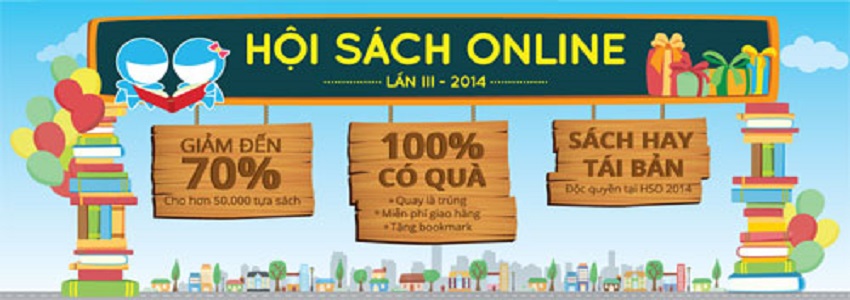 HỘI SÁCH ONLINE
LẦN III - 2014
GIẢM ĐẾN
70%
Cho hơn 50.000 tựa sách
100%
CÓ QUÀ
Quay là trúng
Miễn phí giao hàng
Tặng bookmark
SÁCH HAY
TÁI BẢN
Độc quyền tại HSO 2014